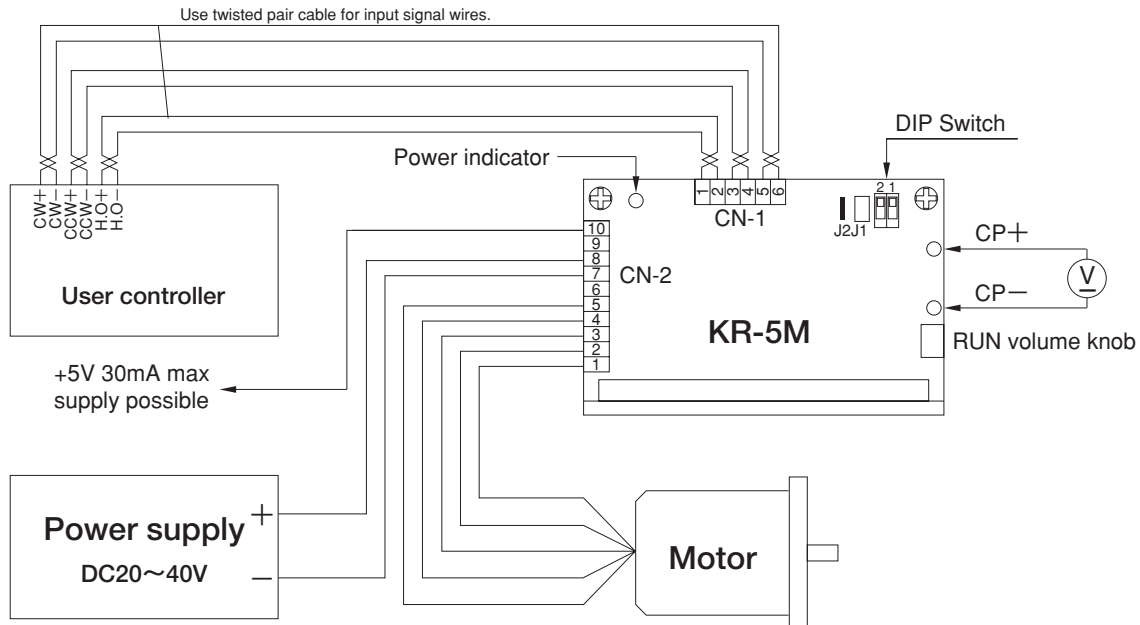 Use twisted pair cable for input signal wires.
DIP Switch
Power indicator
CW+
CW-
CCW+
CCW-
H.O+
H.O-
1
2
3
4
5
6
2 1
CN-1
J2J1
10
9
8
7
6
5
4
3
2
1
CN-2
CP+
V
CP-
User controller
KR-5M
RUN volume knob
+5V 30mA max
supply possible
Power supply
+
DC20~40V
-
Motor